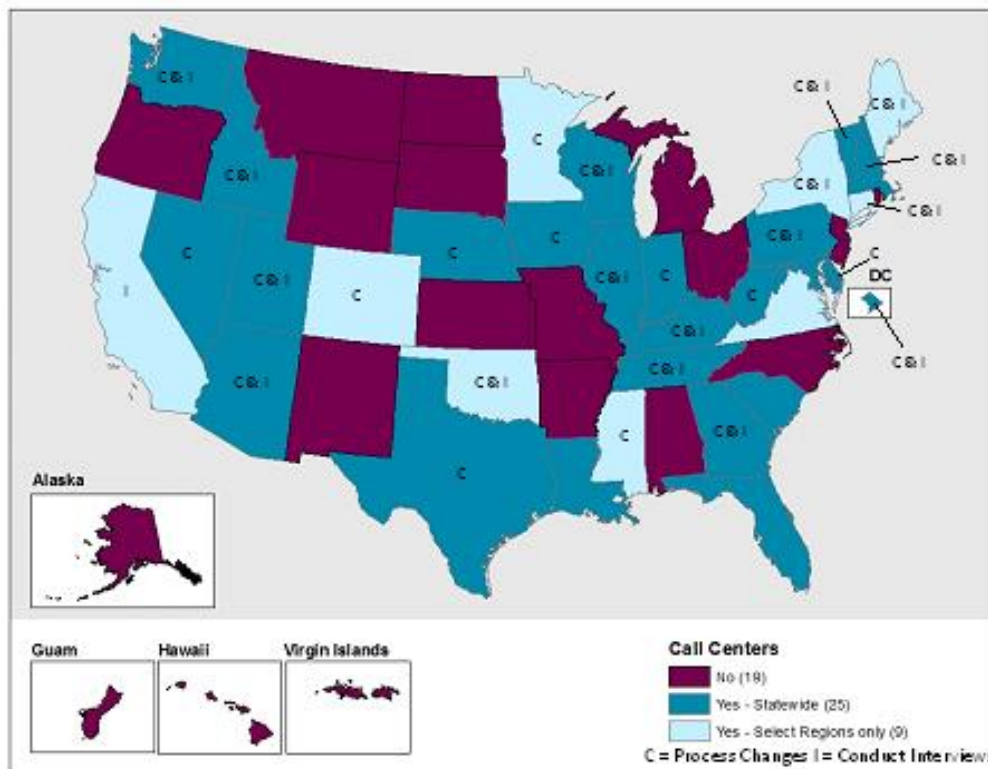 C & I
C & I
C
C & I
C & I
C & I
C & I
C & I
C & I
C
C
C & I
C & I
C
I
C & I
C
C & I
C
C
DC
C & I
C & I
C & I
C & I
C & I
C
C
C & I
Alaska
Guam
Hawaii
Virgin Islands
Call Centers
No (19)
Yes - Statewide (25)
Yes - Select Regions only (9)
C = Process Changes I = Conduct Interviews